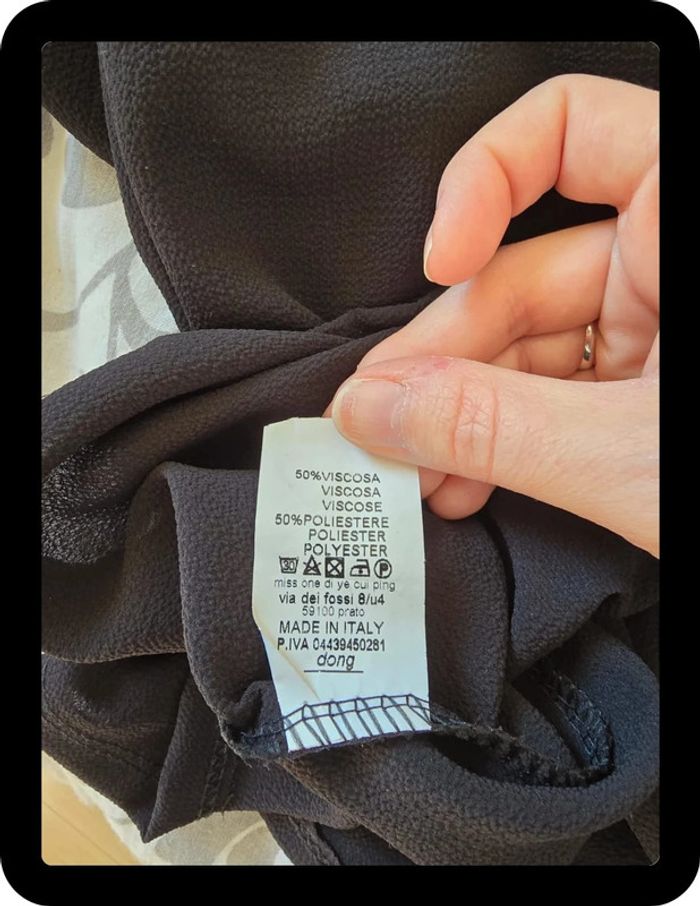 50%VISCOSA
VISCOSA
VISCOSE
50%POLIESTERE
POLIESTER
POLYESTER
30 P
miss one di ye cui ping
via dei fossi 8/u4
59100 prato
MADE IN ITALY
P.IVA 04439450281
dong